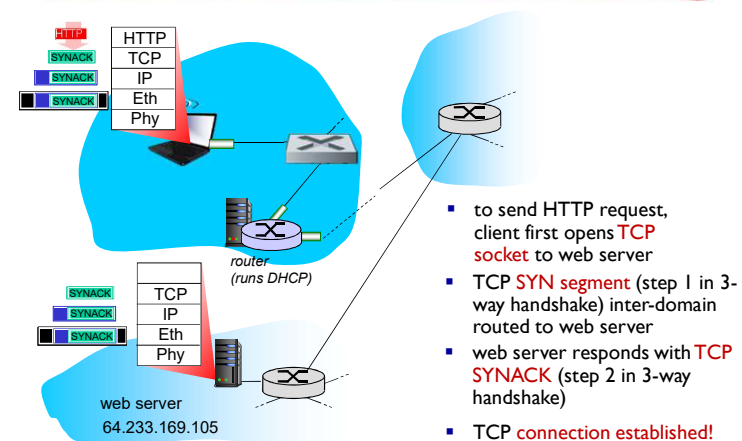 HTTP
SYNACK
SYNACK
SYNACK
HTTP
TCP
IP
Eth
Phy
router
(runs DHCP)
SYNACK
SYNACK
SYNACK
TCP
IP
Eth
Phy
web server
64.233.169.105
to send HTTP request,
client first opens TCP
socket to web server
TCP SYN segment (step 1 in 3-
way handshake) inter-domain
routed to web server
web server responds with TCP
SYNACK (step 2 in 3-way
handshake)
TCP connection established!